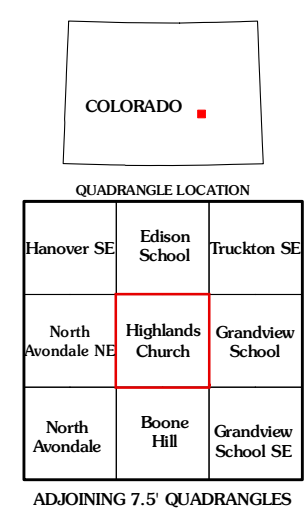 COLORADO
QUADRANGLE LOCATION
Hanover SE
Edison
School
Truckton SE
North
Avondale NE
Highlands
Church
Grandview
School
North
Avondale
Boone
Hill
Grandview
School SE
ADJOINING 7.5' QUADRANGLES